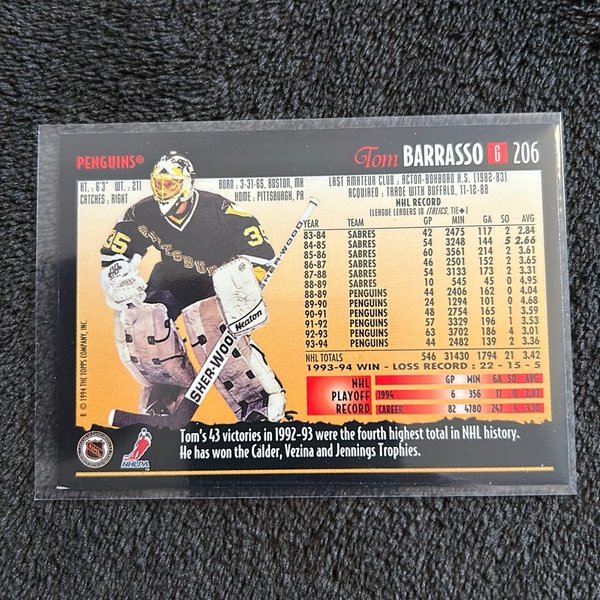 PENGUINS®
Tom BARRASSO G 206
HT. : 6'3" WT. : 211
CATCHES : RIGHT
BORN : 3-31-65, BOSTON, MA
HOME : PITTSBURGH, PA
LAST AMATEUR CLUB : ACTON-BOXBORO H.S. (1982-83)
ACQUIRED : TRADE WITH BUFFALO, 11-12-88
NHL RECORD
(LEAGUE LEADERS IN ITALICS, TIE♦)
YEAR TEAM GP MIN GA SO AVG
83-84 SABRES 42 2475 117 2 2.84
84-85 SABRES 54 3248 144 5 2.66
85-86 SABRES 60 3561 214 2 3.61
86-87 SABRES 46 2501 152 2 3.65
87-88 SABRES 54 3133 173 2 3.31
88-89 SABRES 10 545 45 0 4.95
88-89 PENGUINS 44 2406 162 0 4.04
89-90 PENGUINS 24 1294 101 0 4.68
90-91 PENGUINS 48 2754 165 1 3.59
91-92 PENGUINS 57 3329 196 1 3.53
92-93 PENGUINS 63 3702 186 4 3.01
93-94 PENGUINS 44 2482 139 2 3.36
NHL TOTALS 546 31430 1794 21 3.42
1993-94 WIN - LOSS RECORD : 22 - 15 - 5
NHL PLAYOFF RECORD
GP MIN GA SO AVG
1994 6 356 17 0 2.87
CAREER 82 4780 247 4 3.10
Tom's 43 victories in 1992-93 were the fourth highest total in NHL history.
He has won the Calder, Vezina and Jennings Trophies.
8 © 1994 THE TOPPS COMPANY, INC.
35
35
PITTSBURGH
SHER-WOOD
SHER-WOOD
Heaton
NHL
NHLPA